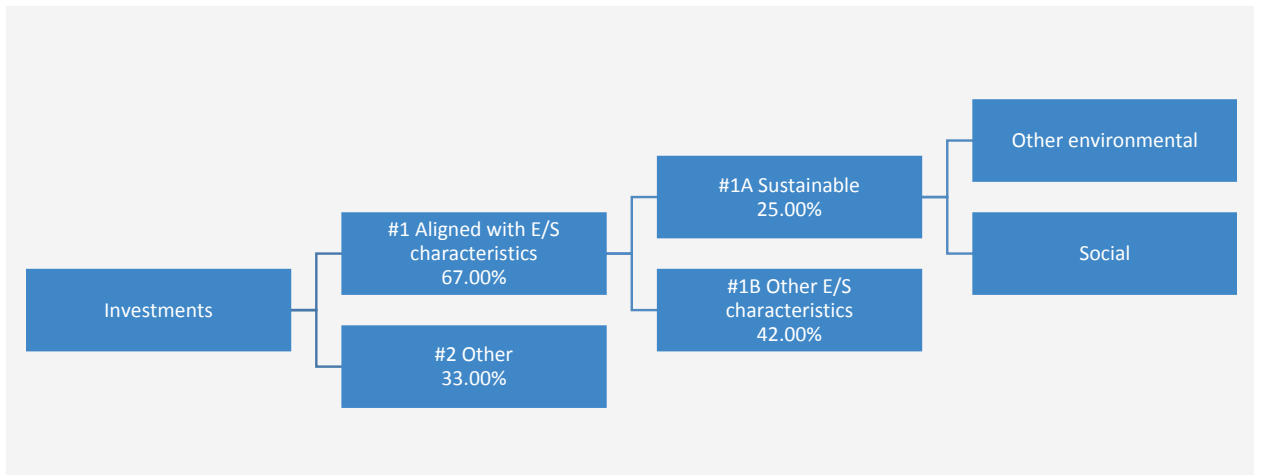 Investments
#1 Aligned with E/S
characteristics
67.00%
#2 Other
33.00%
#1A Sustainable
25.00%
#1B Other E/S
characteristics
42.00%
Other environmental
Social